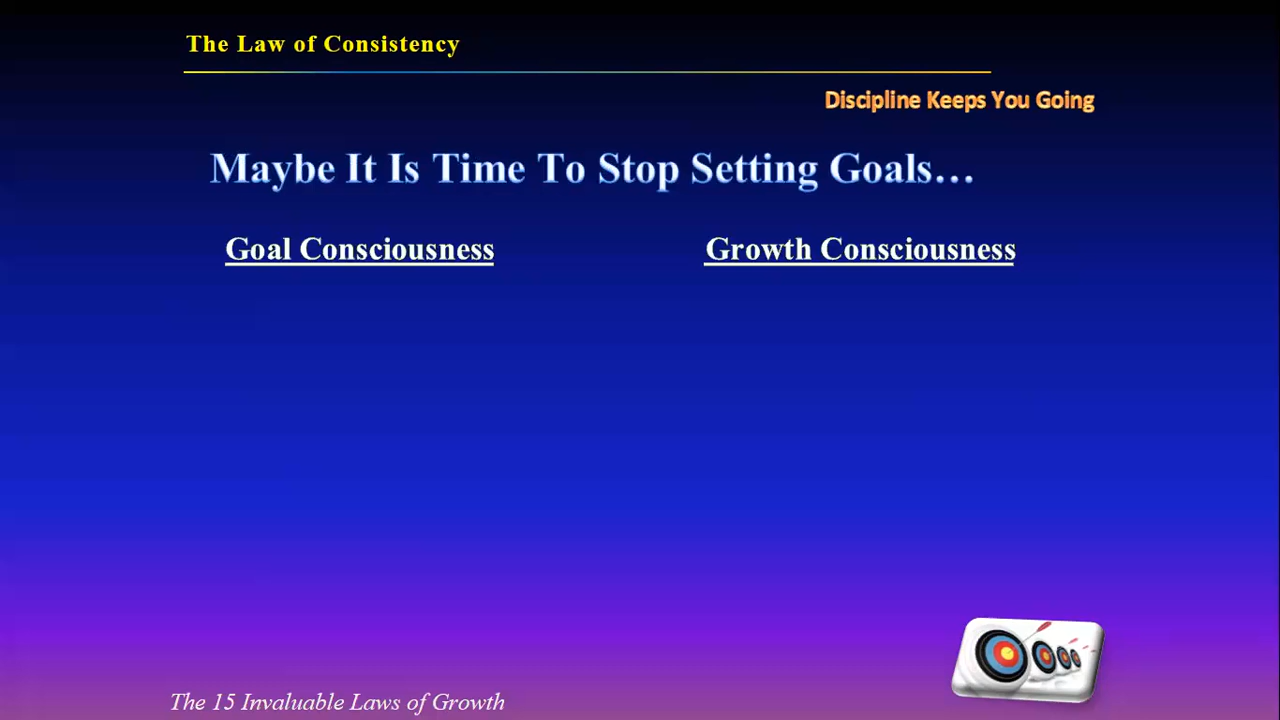 The Law of Consistency
Discipline Keeps You Going
Maybe It Is Time To Stop Setting Goals…
Goal Consciousness
Growth Consciousness
The 15 Invaluable Laws of Growth